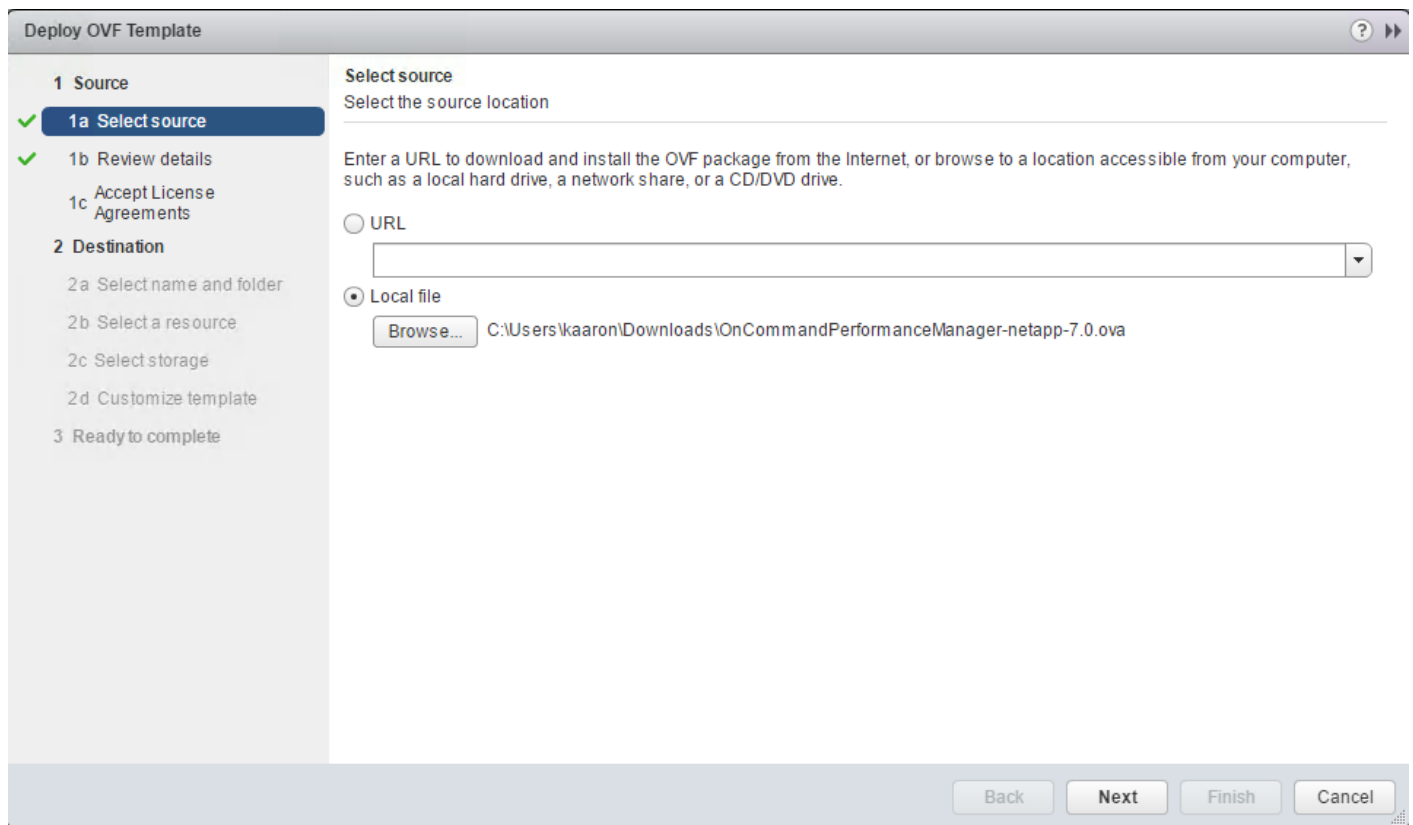 Deploy OVF Template
?
1 Source
1a Select source
1b Review details
1c Accept License
Agreements
2 Destination
2a Select name and folder
2b Select a resource
2c Select storage
2d Customize template
3 Ready to complete
Select source
Select the source location
Enter a URL to download and install the OVF package from the Internet, or browse to a location accessible from your computer,
such as a local hard drive, a network share, or a CD/DVD drive.
URL
Local file
Browse... C:\Users\kaaron\Downloads\OnCommandPerformanceManager-netapp-7.0.ova
Back Next Finish Cancel